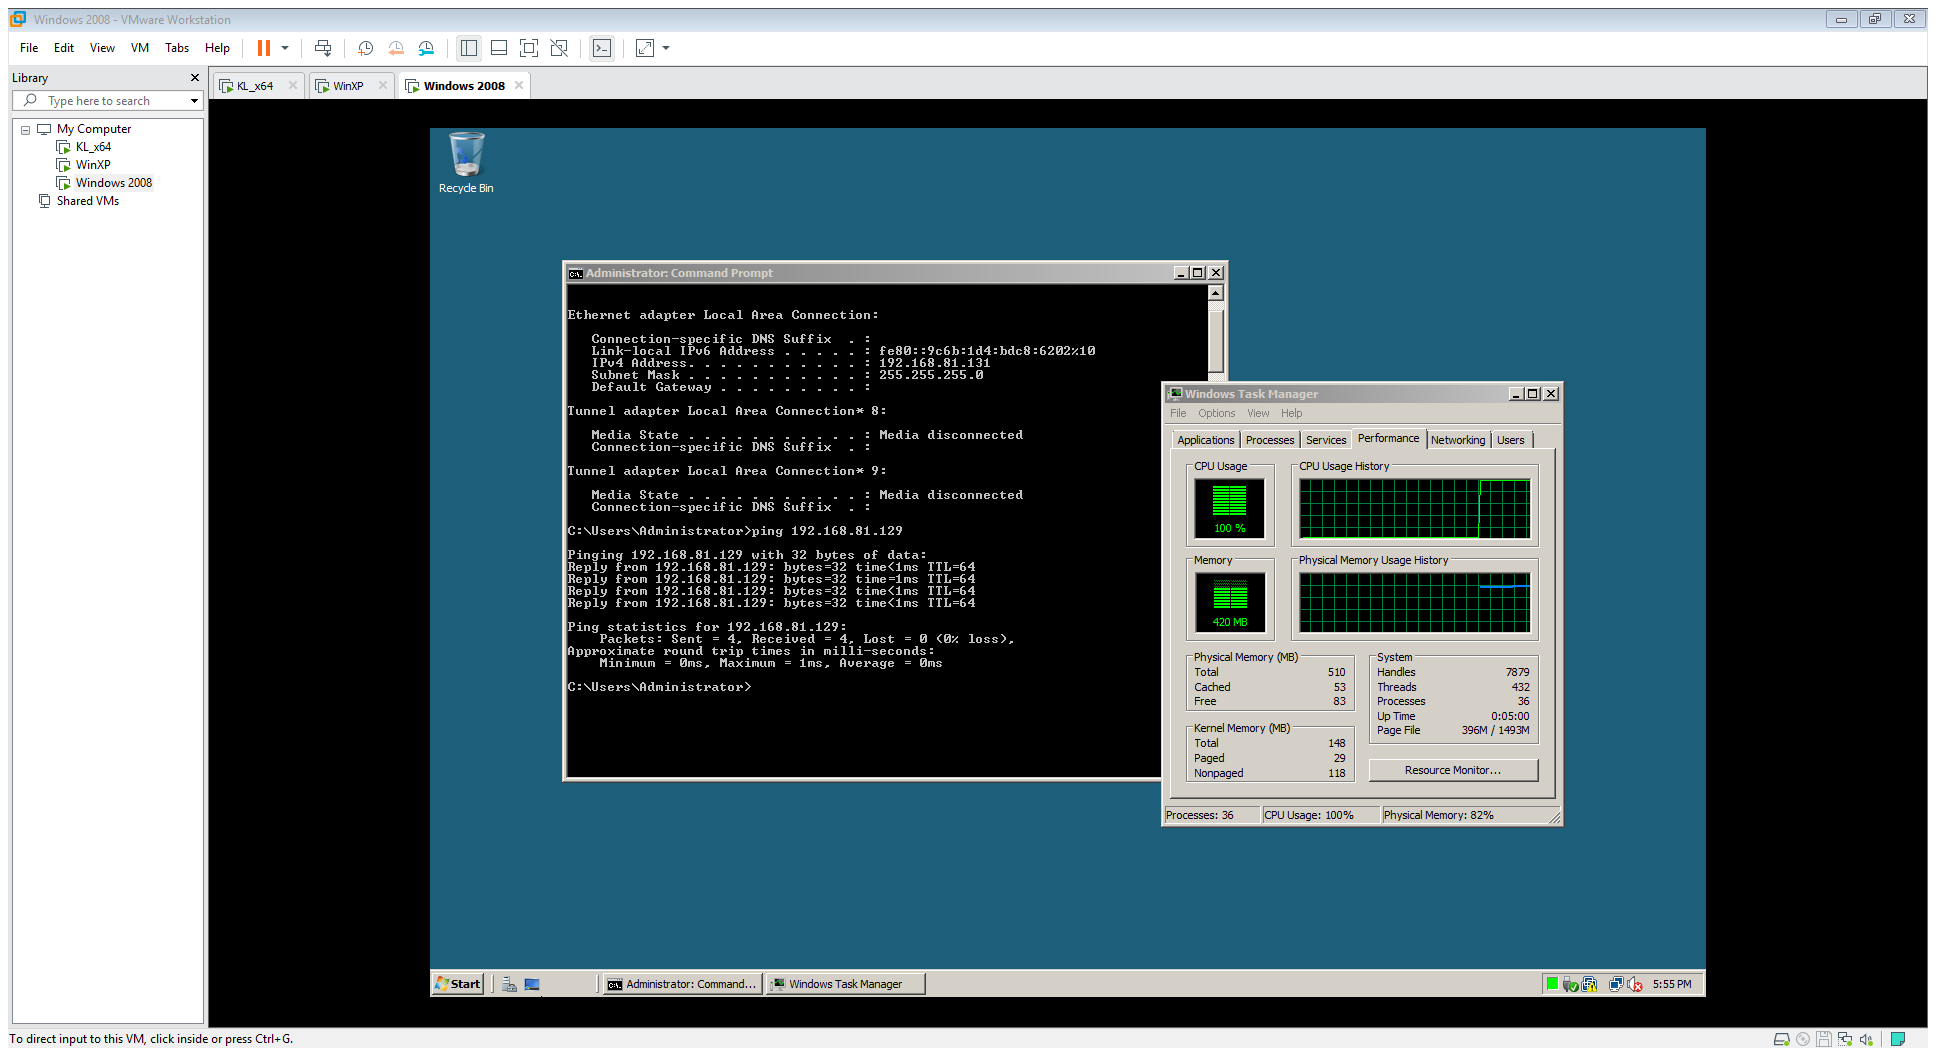 Windows 2008 - VMware Workstation
File Edit View VM Tabs Help
Library
Type here to search
My Computer
KL_x64
WinXP
Windows 2008
Shared VMs
KL_x64 WinXP Windows 2008
Recycle Bin
Administrator: Command Prompt
Ethernet adapter Local Area Connection:
Connection-specific DNS Suffix . :
Link-local IPv6 Address . . . . . : fe80::9c6b:1d4:bdc8:6202%10
IPv4 Address. . . . . . . . . . . : 192.168.81.131
Subnet Mask . . . . . . . . . . . : 255.255.255.0
Default Gateway . . . . . . . . . :
Tunnel adapter Local Area Connection* 8:
Media State . . . . . . . . . . . : Media disconnected
Connection-specific DNS Suffix . :
Tunnel adapter Local Area Connection* 9:
Media State . . . . . . . . . . . : Media disconnected
Connection-specific DNS Suffix . :
C:\Users\Administrator>ping 192.168.81.129
Pinging 192.168.81.129 with 32 bytes of data:
Reply from 192.168.81.129: bytes=32 time<1ms TTL=64
Reply from 192.168.81.129: bytes=32 time=1ms TTL=64
Reply from 192.168.81.129: bytes=32 time<1ms TTL=64
Reply from 192.168.81.129: bytes=32 time<1ms TTL=64
Ping statistics for 192.168.81.129:
Packets: Sent = 4, Received = 4, Lost = 0 (0% loss),
Approximate round trip times in milli-seconds:
Minimum = 0ms, Maximum = 1ms, Average = 0ms
C:\Users\Administrator>
Windows Task Manager
File Options View Help
Applications Processes Services Performance Networking Users
CPU Usage
100 %
CPU Usage History
Memory
420 MB
Physical Memory Usage History
Physical Memory (MB)
Total 510
Cached 53
Free 83
Kernel Memory (MB)
Total 148
Paged 29
Nonpaged 118
System
Handles 7879
Threads 432
Processes 36
Up Time 0:05:00
Page File 396M / 1493M
Resource Monitor...
Processes: 36 CPU Usage: 100% Physical Memory: 82%
Start Administrator: Command... Windows Task Manager 5:55 PM
To direct input to this VM, click inside or press Ctrl+G.